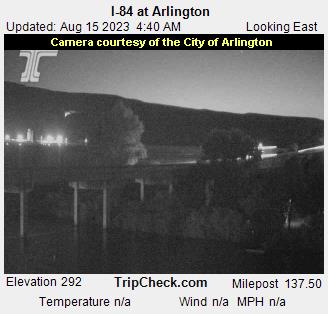 I-84 at Arlington
Updated: Aug 15 2023 4:40 AM Looking East
Camera courtesy of the City of Arlington
Elevation 292 TripCheck.com Milepost 137.50
Temperature n/a Wind n/a MPH n/a